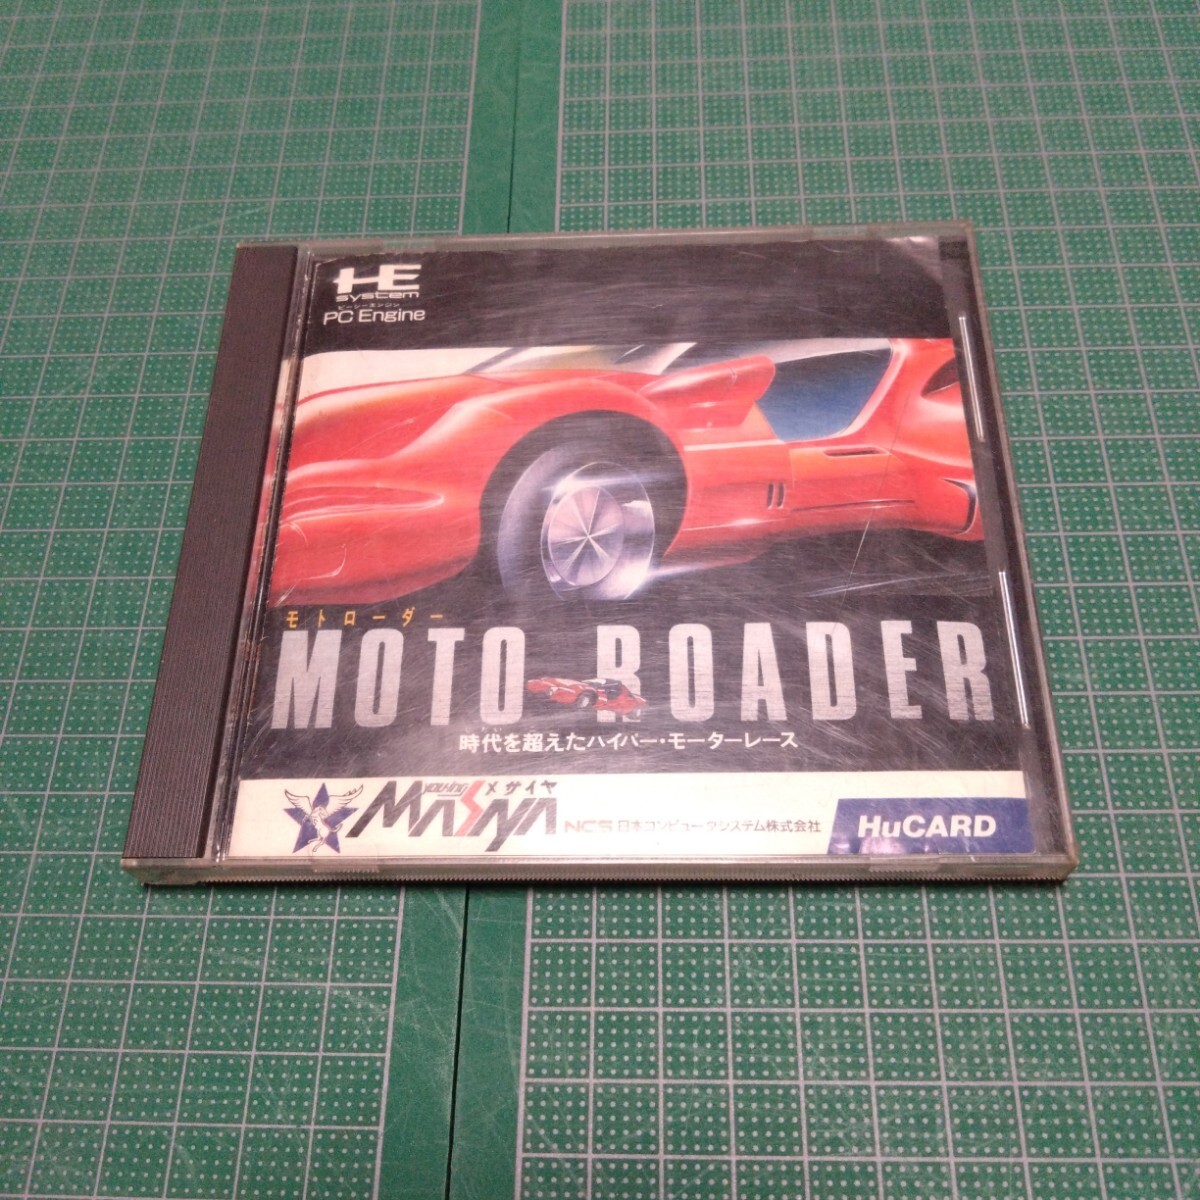 HE
system
ピーシーエンジン
PC Engine
モトローダー
MOTO ROADER
時代を超えたハイパー・モーターレース
メサイヤ
MASAYA
NCS 日本コンピュータシステム株式会社
HuCARD